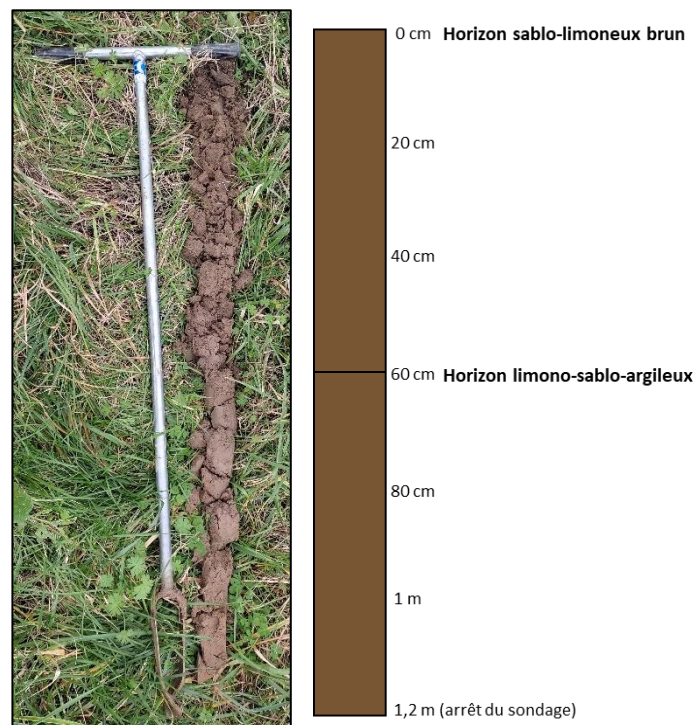 0 cm Horizon sablo-limoneux brun
20 cm
40 cm
60 cm Horizon limono-sablo-argileux
80 cm
1 m
1,2 m (arrêt du sondage)